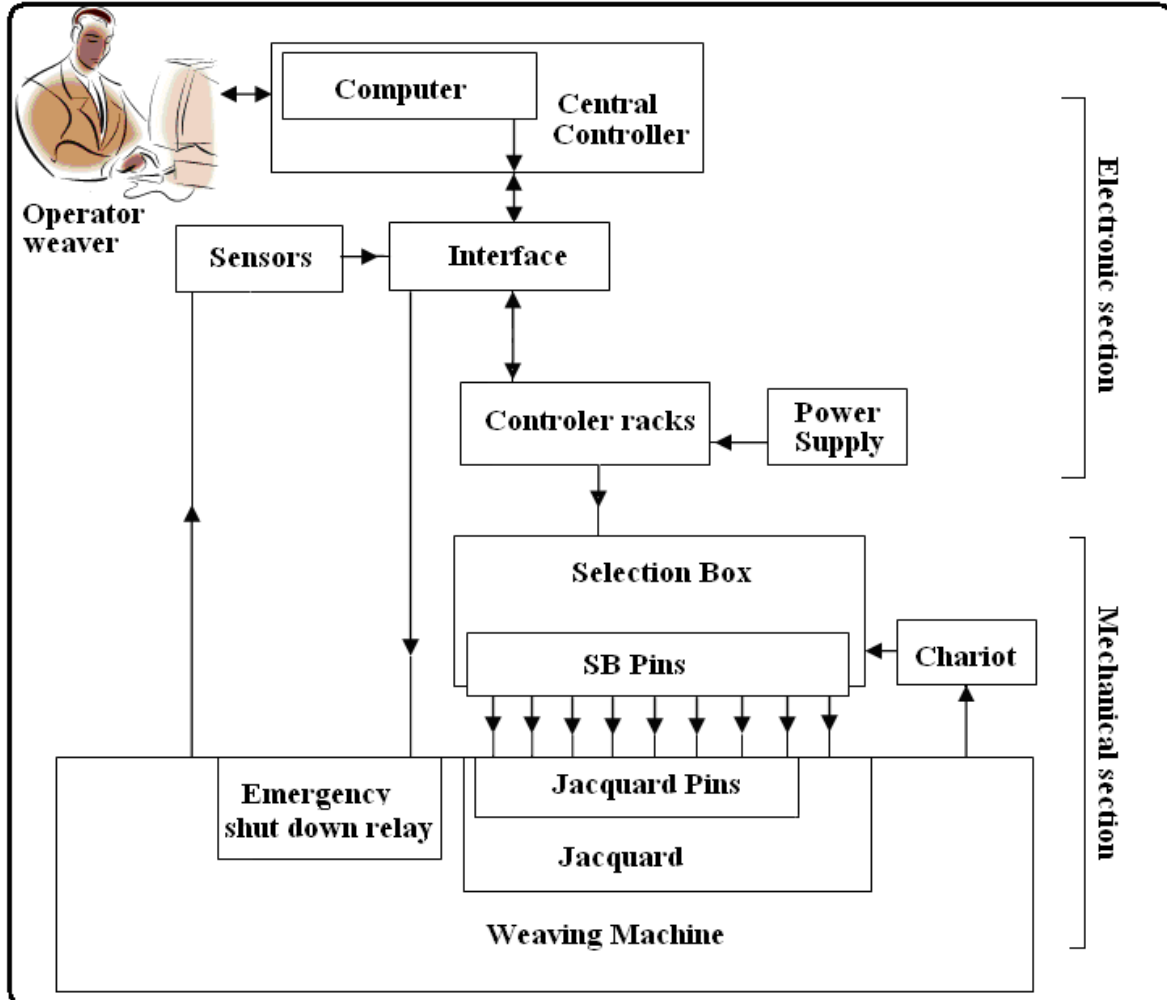 Computer
Central
Controller
Operator
weaver
Sensors
Interface
Controler racks
Power
Supply
Electronic section
Selection Box
SB Pins
Chariot
Mechanical section
Emergency
shut down relay
Jacquard Pins
Jacquard
Weaving Machine